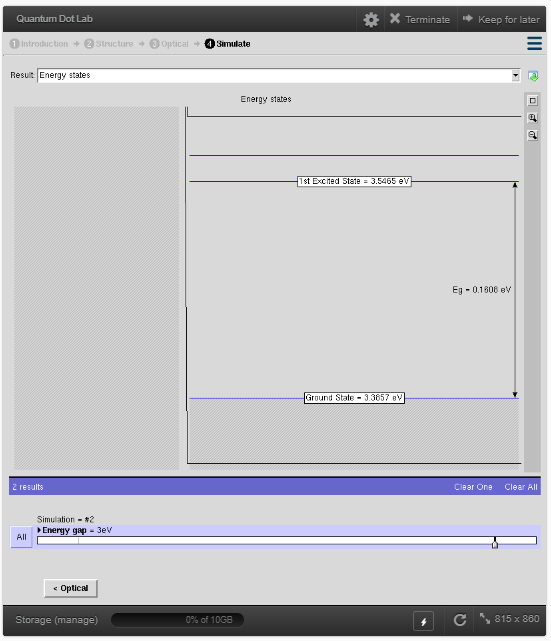 Quantum Dot Lab
Terminate
Keep for later
1 Introduction → 2 Structure → 3 Optical → 4 Simulate
Result: Energy states
Energy states
1st Excited State = 3.5465 eV
Eg = 0.1608 eV
Ground State = 3.3857 eV
2 results
Clear One
Clear All
Simulation = #2
All
Energy gap = 3eV
< Optical
Storage (manage)
0% of 10GB
815 x 860